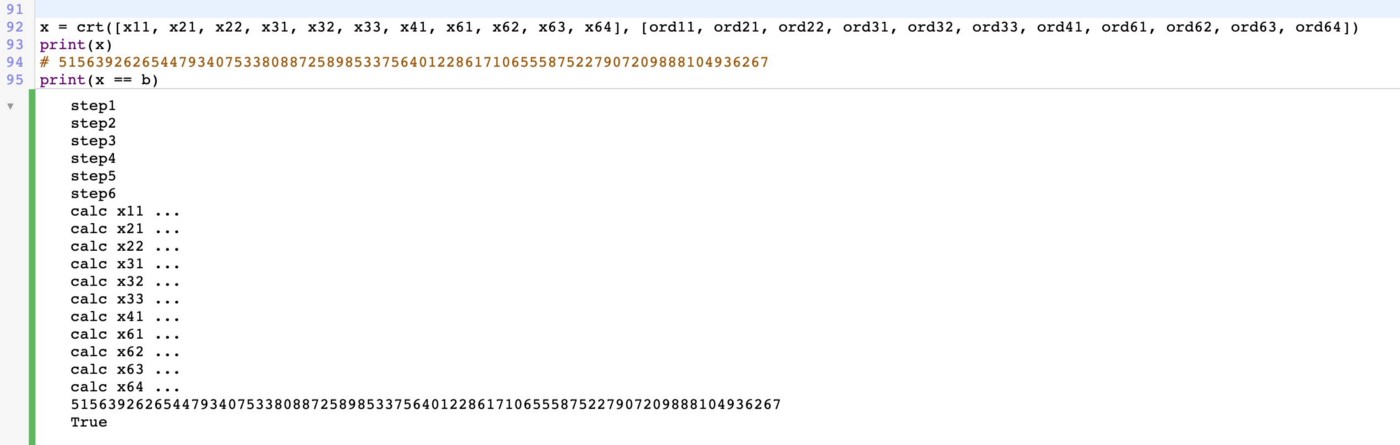 91
92 x = crt([x11, x21, x22, x31, x32, x33, x41, x61, x62, x63, x64], [ord11, ord21, ord22, ord31, ord32, ord33, ord41, ord61, ord62, ord63, ord64])
93 print(x)
94 # 5156392626544793407533808872589853375640122861710655587522790720988​8104936267
95 print(x == b)
step1
step2
step3
step4
step5
step6
calc x11 ...
calc x21 ...
calc x22 ...
calc x31 ...
calc x32 ...
calc x33 ...
calc x41 ...
calc x61 ...
calc x62 ...
calc x63 ...
calc x64 ...
51563926265447934075338088725898533756401228617106555875227907209888104936267
True